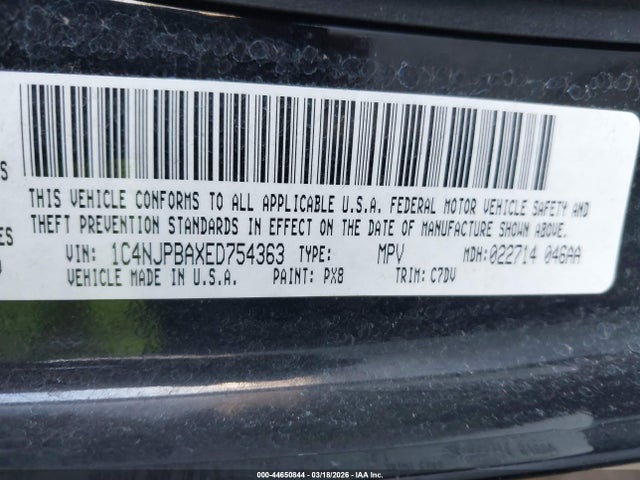 THIS VEHICLE CONFORMS TO ALL APPLICABLE U.S.A. FEDERAL MOTOR VEHICLE SAFETY AND
THEFT PREVENTION STANDARDS IN EFFECT ON THE DATE OF MANUFACTURE SHOWN ABOVE.
VIN: 1C4NJPBAXED754363 TYPE: MPV MDH:022714 046AA
VEHICLE MADE IN U.S.A. PAINT: PX8 TRIM: C7DV
000-44650844 | 03/18/2026 | IAA Inc.